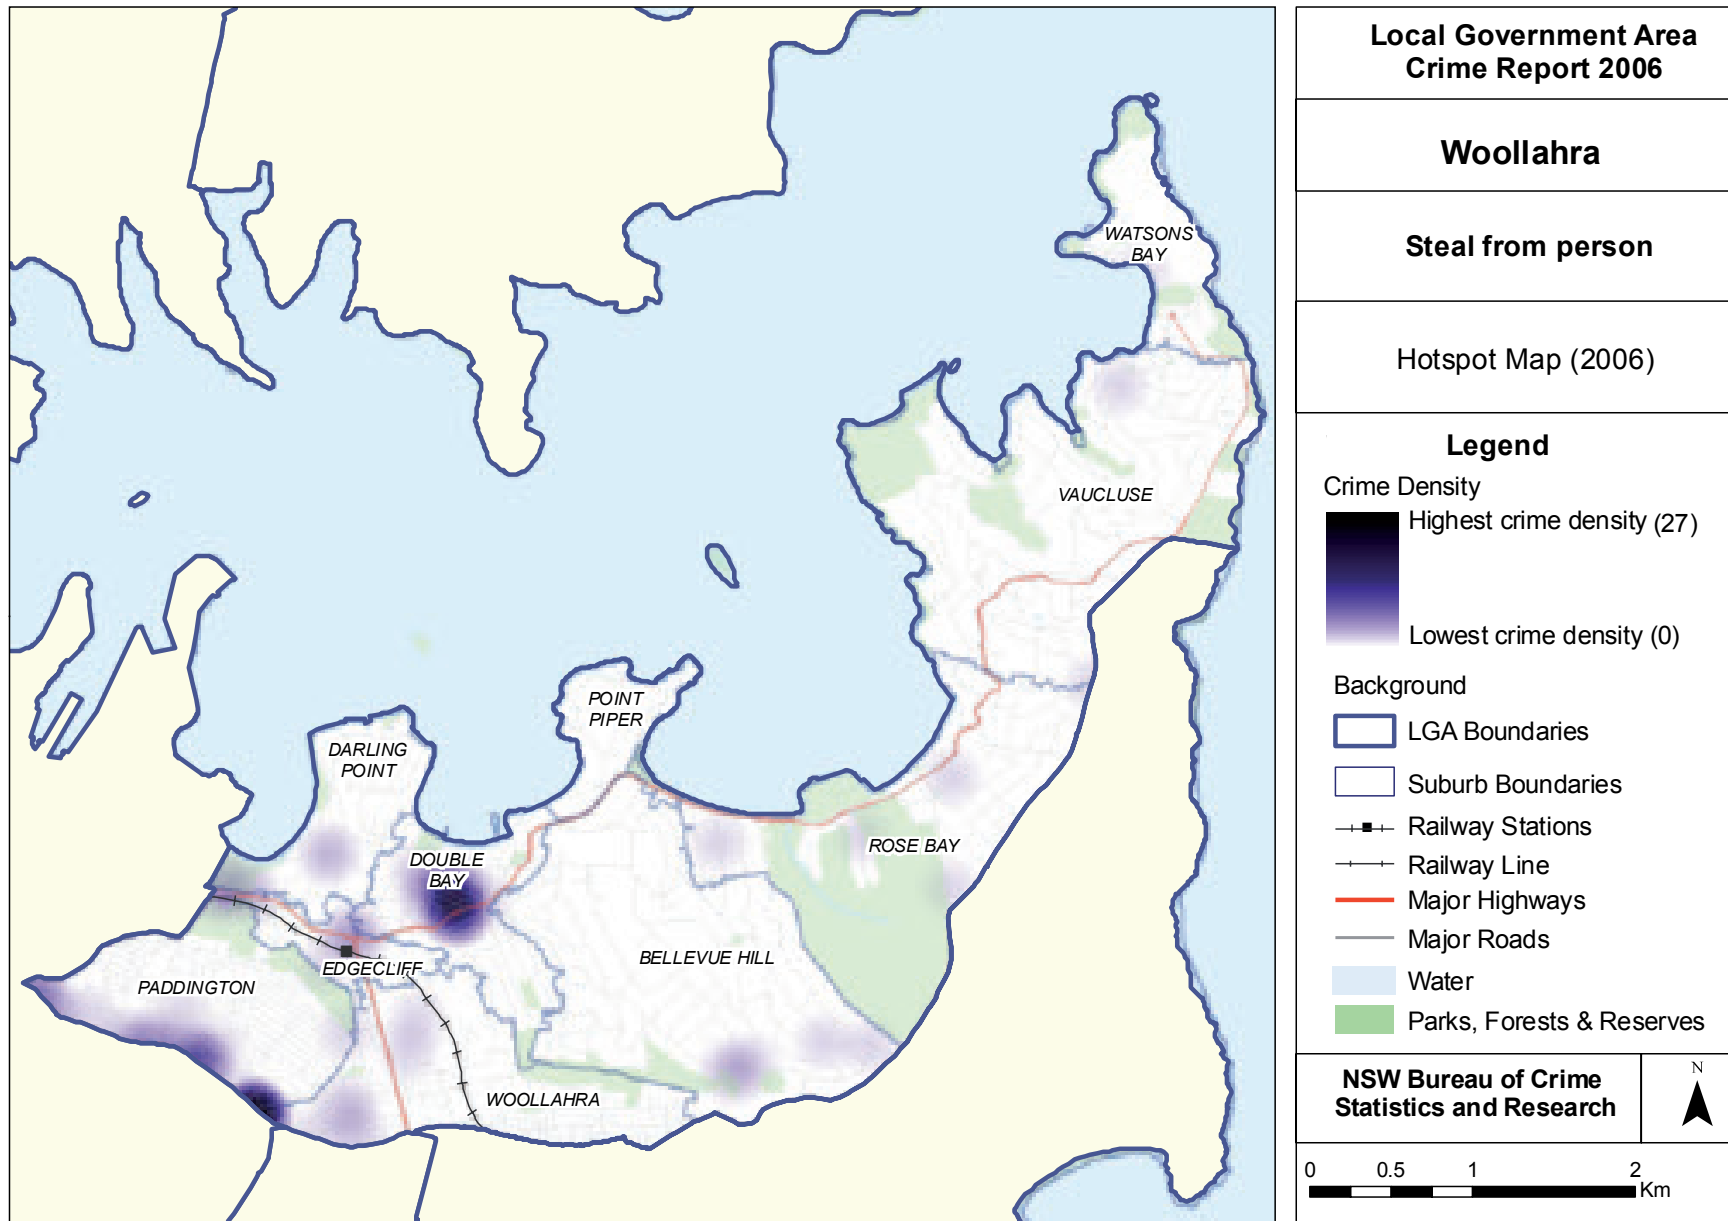 Local Government Area
Crime Report 2006
Woollahra
Steal from person
Hotspot Map (2006)
Legend
Crime Density
Highest crime density (27)
Lowest crime density (0)
Background
LGA Boundaries
Suburb Boundaries
Railway Stations
Railway Line
Major Highways
Major Roads
Water
Parks, Forests & Reserves
NSW Bureau of Crime
Statistics and Research
N
0 0.5 1 2
Km
WATSONS
BAY
VAUCLUSE
POINT
PIPER
DARLING
POINT
DOUBLE
BAY
ROSE BAY
BELLEVUE HILL
EDGECLIFF
PADDINGTON
WOOLLAHRA